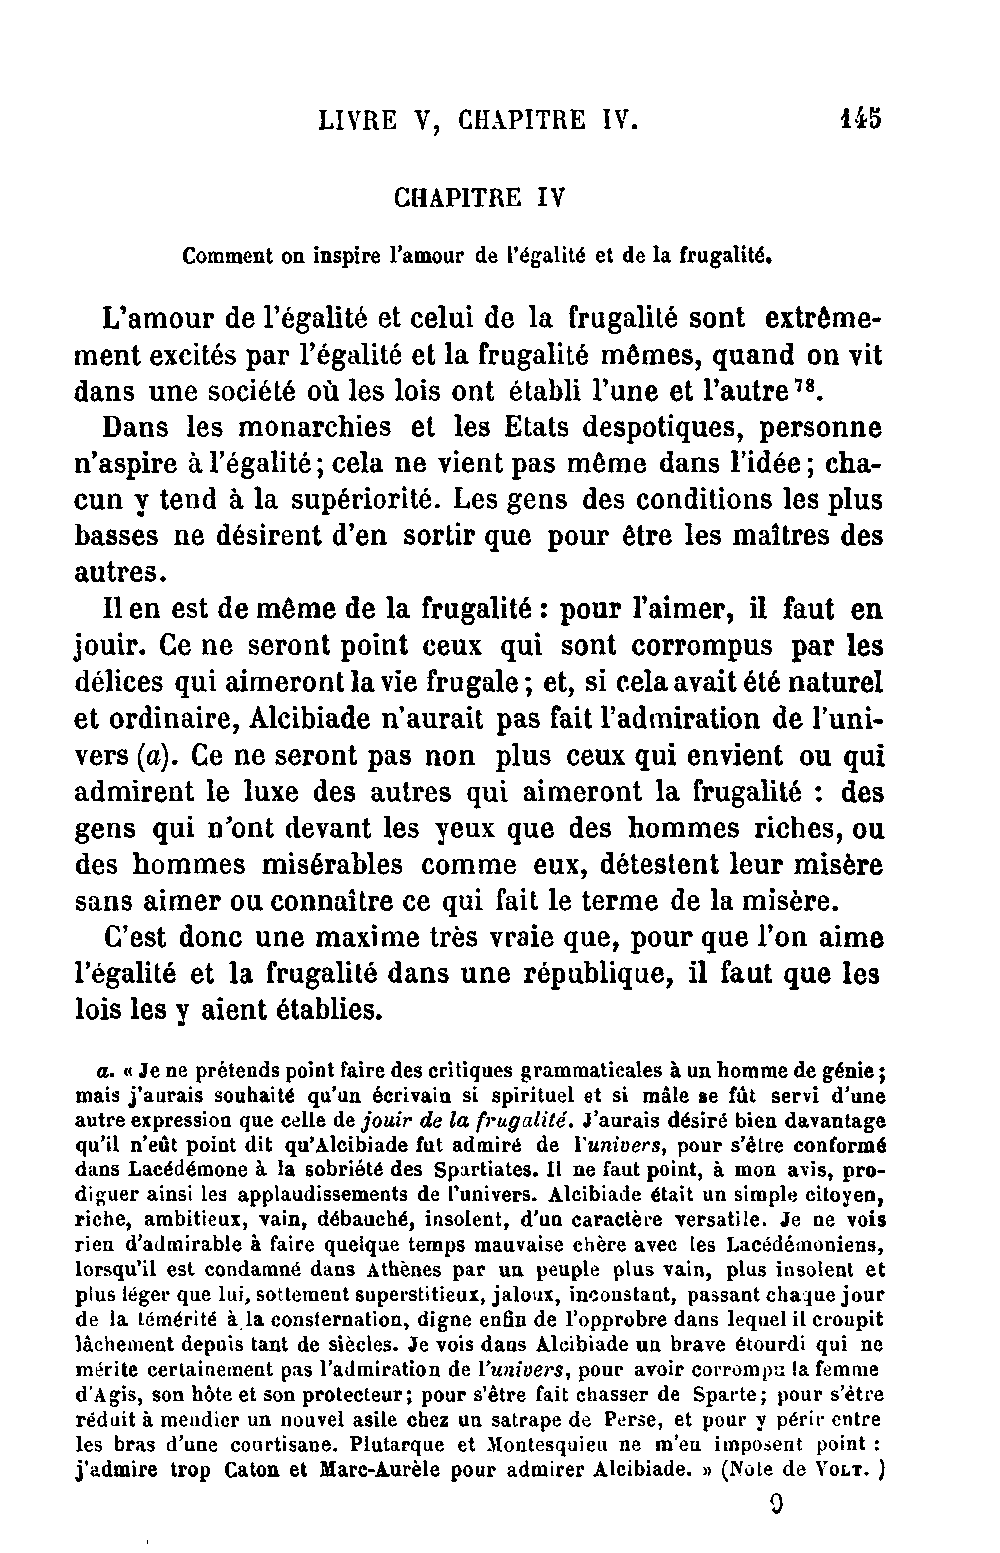 LIVRE V, CHAPITRE IV. 145
CHAPITRE IV
Comment on inspire l'amour de l'égalité et de la frugalité.
L'amour de l'égalité et celui de la frugalité sont extrême-
ment excités par l'égalité et la frugalité mêmes, quand on vit
dans une société où les lois ont établi l'une et l'autre 78.
Dans les monarchies et les Etats despotiques, personne
n'aspire à l'égalité ; cela ne vient pas même dans l'idée ; cha-
cun y tend à la supériorité. Les gens des conditions les plus
basses ne désirent d'en sortir que pour être les maîtres des
autres.
Il en est de même de la frugalité : pour l'aimer, il faut en
jouir. Ce ne seront point ceux qui sont corrompus par les
délices qui aimeront la vie frugale ; et, si cela avait été naturel
et ordinaire, Alcibiade n'aurait pas fait l'admiration de l'uni-
vers (a). Ce ne seront pas non plus ceux qui envient ou qui
admirent le luxe des autres qui aimeront la frugalité : des
gens qui n'ont devant les yeux que des hommes riches, ou
des hommes misérables comme eux, détestent leur misère
sans aimer ou connaître ce qui fait le terme de la misère.
C'est donc une maxime très vraie que, pour que l'on aime
l'égalité et la frugalité dans une république, il faut que les
lois les y aient établies.
a. « Je ne prétends point faire des critiques grammaticales à un homme de génie ;
mais j'aurais souhaité qu'un écrivain si spirituel et si mâle se fût servi d'une
autre expression que celle de jouir de la frugalité. J'aurais désiré bien davantage
qu'il n'eût point dit qu'Alcibiade fut admiré de l'univers, pour s'être conformé
dans Lacédémone à la sobriété des Spartiates. Il ne faut point, à mon avis, pro-
diguer ainsi les applaudissements de l'univers. Alcibiade était un simple citoyen,
riche, ambitieux, vain, débauché, insolent, d'un caractère versatile. Je ne vois
rien d'admirable à faire quelque temps mauvaise chère avec les Lacédémoniens,
lorsqu'il est condamné dans Athènes par un peuple plus vain, plus insolent et
plus léger que lui, sottement superstitieux, jaloux, inconstant, passant chaque jour
de la témérité à la consternation, digne enfin de l'opprobre dans lequel il croupit
lâchement depuis tant de siècles. Je vois dans Alcibiade un brave étourdi qui ne
mérite certainement pas l'admiration de l'univers, pour avoir corrompu la femme
d'Agis, son hôte et son protecteur ; pour s'être fait chasser de Sparte ; pour s'être
réduit à mendier un nouvel asile chez un satrape de Perse, et pour y périr entre
les bras d'une courtisane. Plutarque et Montesquieu ne m'en imposent point :
j'admire trop Caton et Marc-Aurèle pour admirer Alcibiade. » (Note de VOLT. )
9